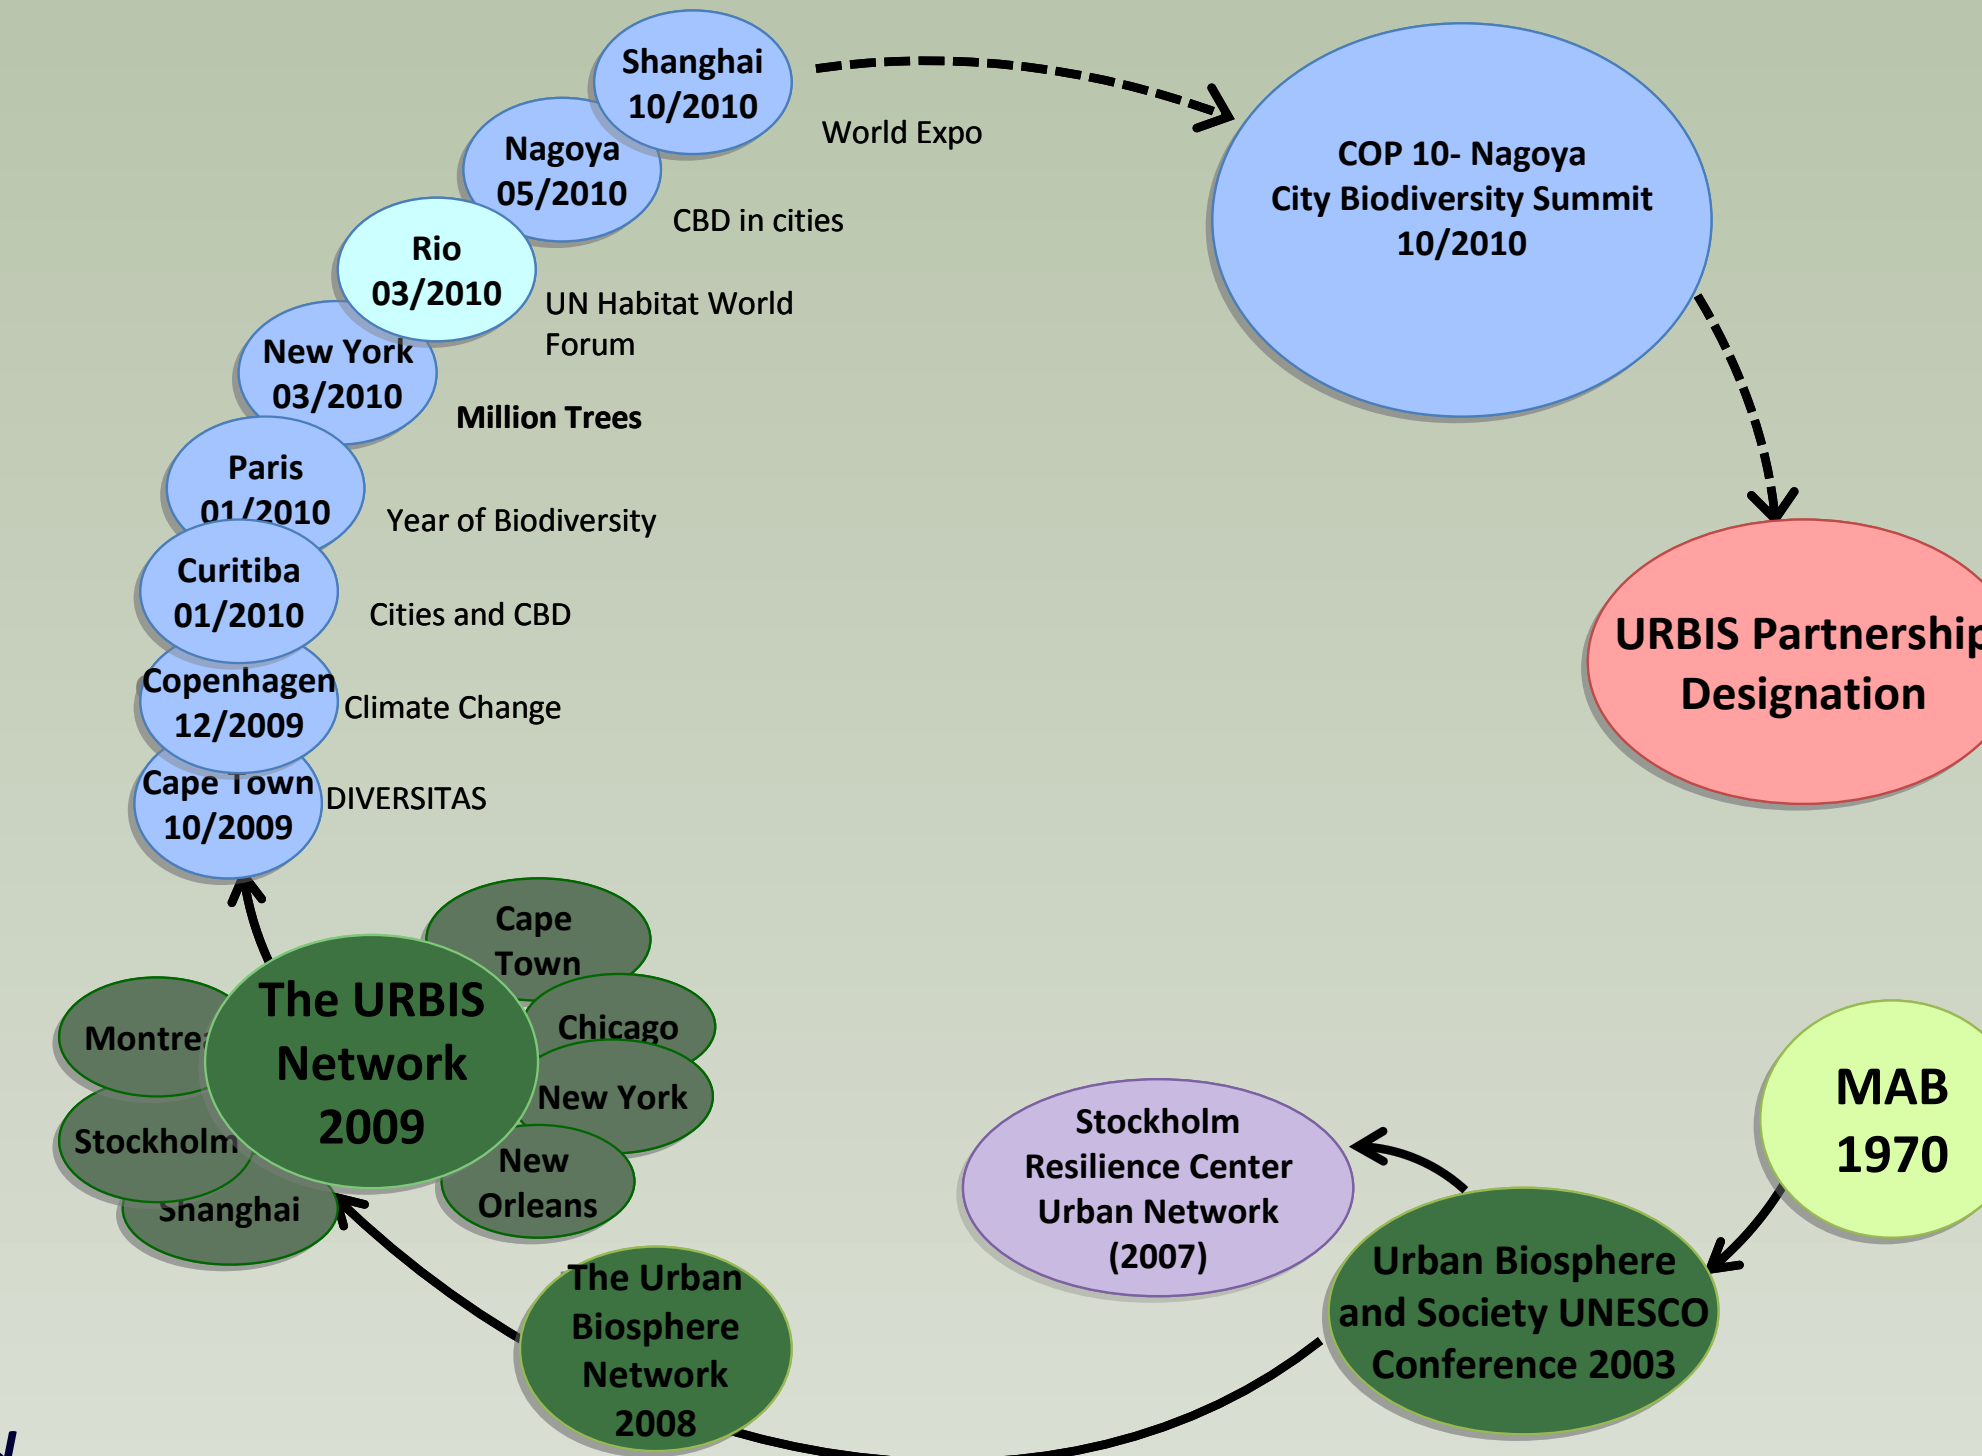 Shanghai
10/2010
World Expo
Nagoya
05/2010
CBD in cities
Rio
03/2010
UN Habitat World
Forum
New York
03/2010
Million Trees
Paris
01/2010
Year of Biodiversity
Curitiba
01/2010
Cities and CBD
Copenhagen
12/2009
Climate Change
Cape Town
10/2009
DIVERSITAS
COP 10- Nagoya
City Biodiversity Summit
10/2010
URBIS Partnership
Designation
The URBIS
Network
2009
Cape
Town
Chicago
New York
New
Orleans
Montrea
Stockholm
Shanghai
The Urban
Biosphere
Network
2008
Stockholm
Resilience Center
Urban Network
(2007)
Urban Biosphere
and Society UNESCO
Conference 2003
MAB
1970